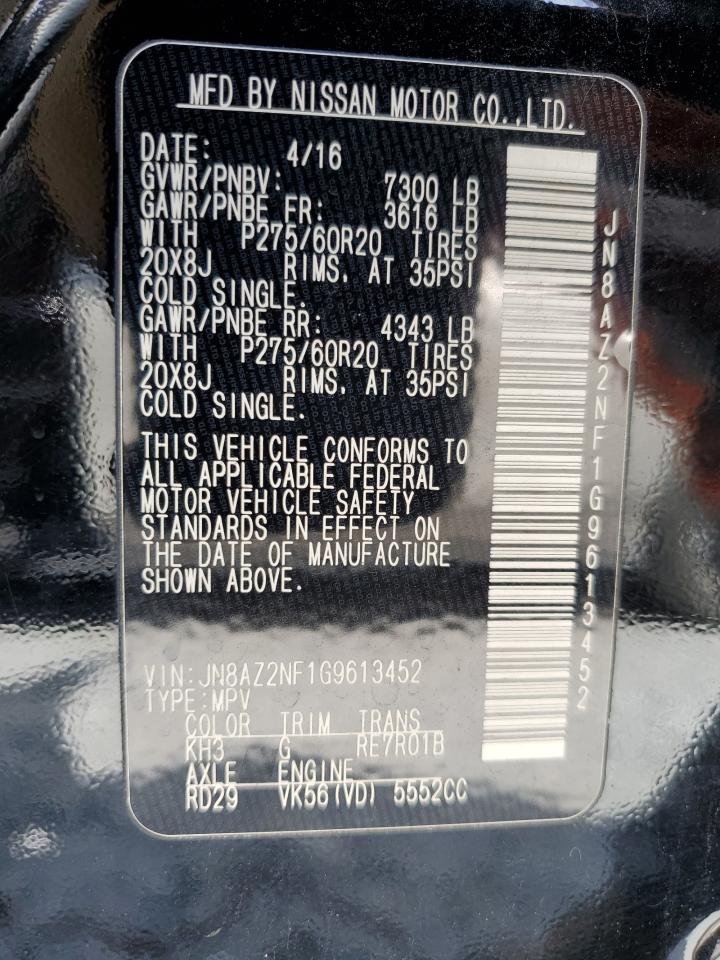 MFD BY NISSAN MOTOR CO.,LTD.
DATE: 4/16
GVWR/PNBV: 7300 LB
GAWR/PNBE FR: 3616 LB
WITH P275/60R20 TIRES
20X8J RIMS, AT 35PSI
COLD SINGLE.
GAWR/PNBE RR: 4343 LB
WITH P275/60R20 TIRES
20X8J RIMS, AT 35PSI
COLD SINGLE.
THIS VEHICLE CONFORMS TO
ALL APPLICABLE FEDERAL
MOTOR VEHICLE SAFETY
STANDARDS IN EFFECT ON
THE DATE OF MANUFACTURE
SHOWN ABOVE.
VIN:JN8AZ2NF1G9613452
TYPE:MPV
COLOR TRIM TRANS
KH3 G RE7R01B
AXLE ENGINE
RD29 VK56(VD) 5552CC
JN8AZ2NF1G9613452